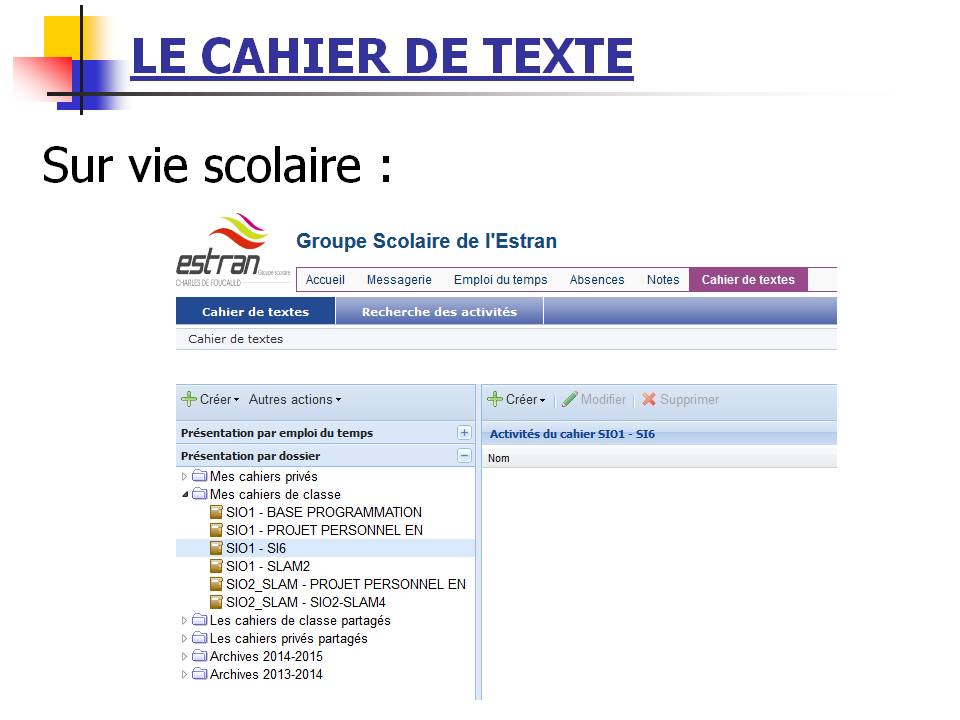 LE CAHIER DE TEXTE
Sur vie scolaire :
estran
Groupe scolaire
CHARLES DE FOUCAULD
Groupe Scolaire de l'Estran
Accueil Messagerie Emploi du temps Absences Notes Cahier de textes
Cahier de textes Recherche des activités
Cahier de textes
Créer Autres actions
Créer Modifier Supprimer
Présentation par emploi du temps
Activités du cahier SIO1 - SI6
Présentation par dossier
Nom
Mes cahiers privés
Mes cahiers de classe
SIO1 - BASE PROGRAMMATION
SIO1 - PROJET PERSONNEL EN
SIO1 - SI6
SIO1 - SLAM2
SIO2_SLAM - PROJET PERSONNEL EN
SIO2_SLAM - SIO2-SLAM4
Les cahiers de classe partagés
Les cahiers privés partagés
Archives 2014-2015
Archives 2013-2014